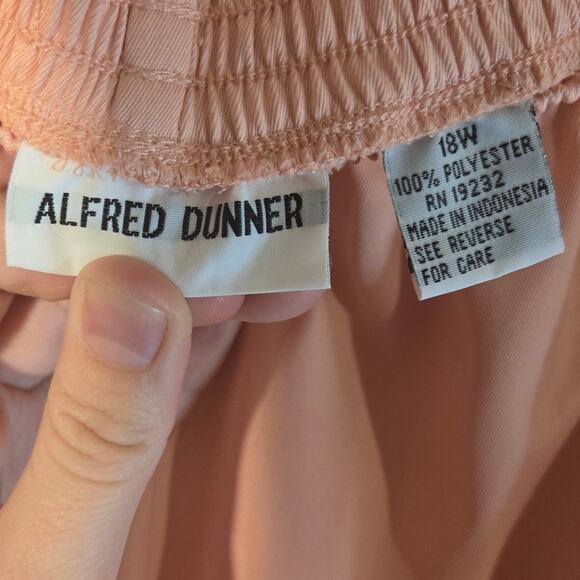 ALFRED DUNNER
18W
100% POLYESTER
RN 19232
MADE IN INDONESIA
SEE REVERSE
FOR CARE